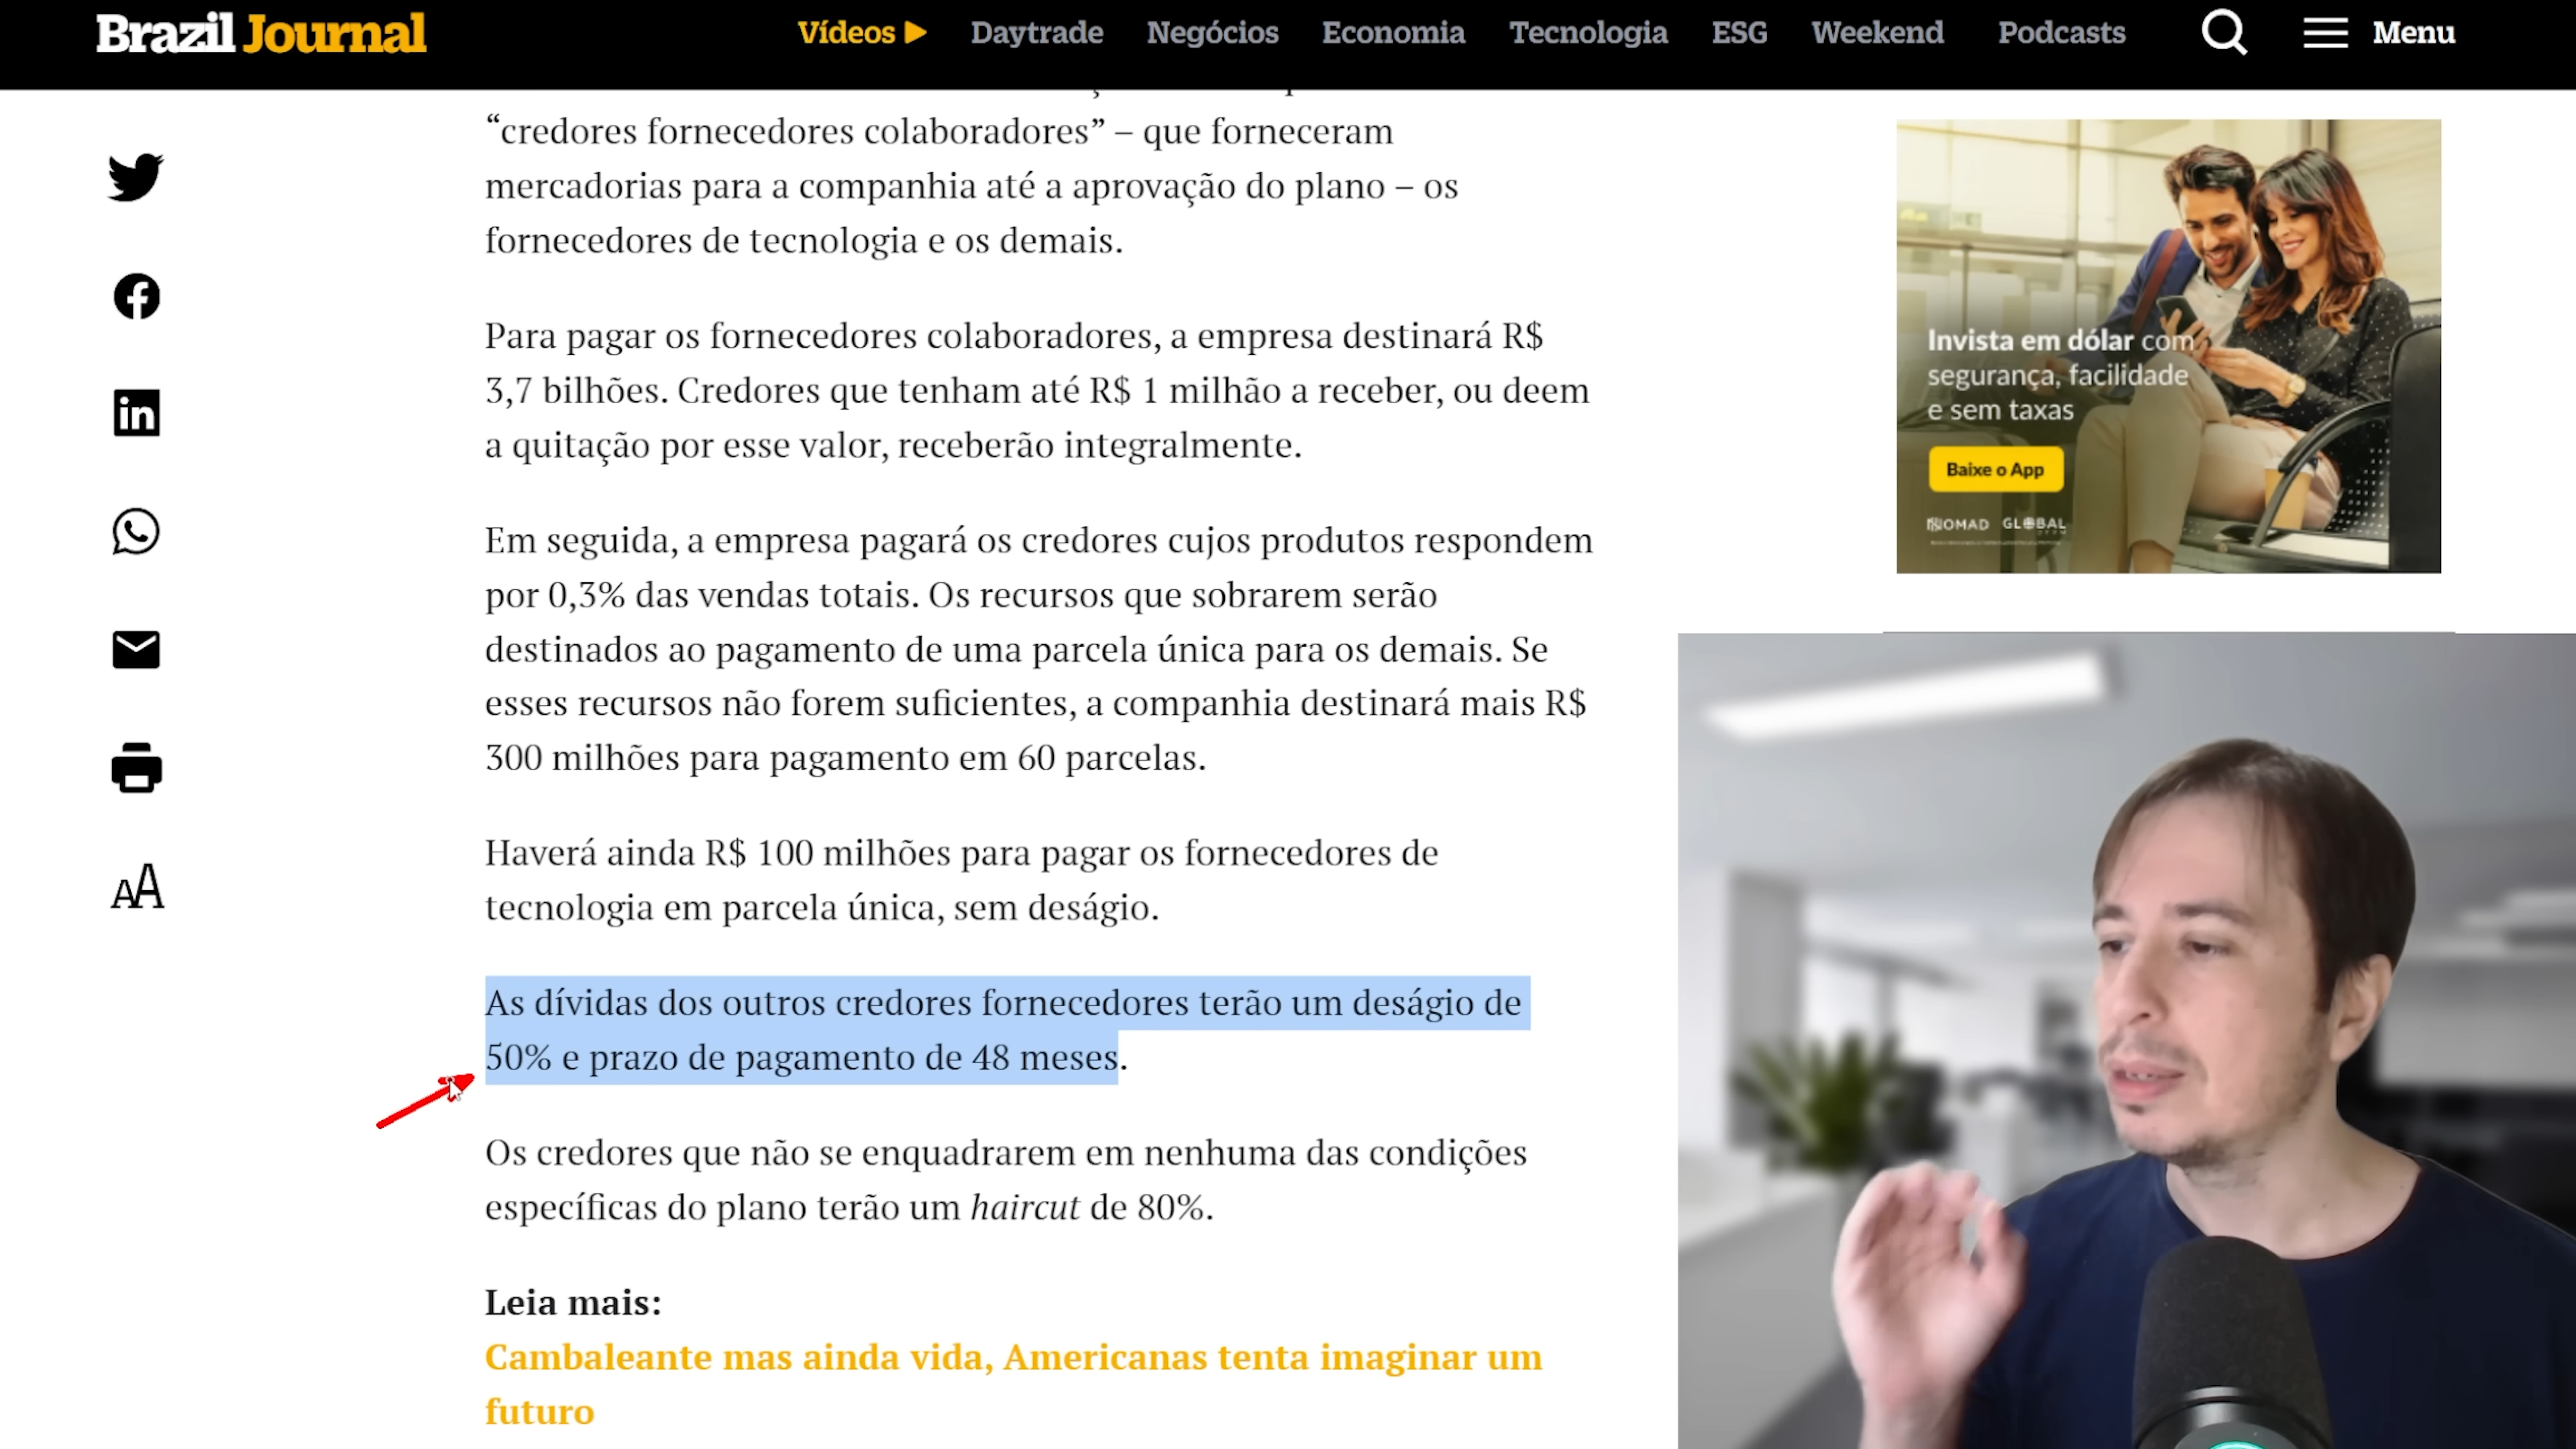 Brazil Journal
Vídeos
Daytrade
Negócios
Economia
Tecnologia
ESG
Weekend
Podcasts
Menu
“credores fornecedores colaboradores” – que forneceram
mercadorias para a companhia até a aprovação do plano – os
fornecedores de tecnologia e os demais.
Para pagar os fornecedores colaboradores, a empresa destinará R$
3,7 bilhões. Credores que tenham até R$ 1 milhão a receber, ou deem
a quitação por esse valor, receberão integralmente.
Em seguida, a empresa pagará os credores cujos produtos respondem
por 0,3% das vendas totais. Os recursos que sobrarem serão
destinados ao pagamento de uma parcela única para os demais. Se
esses recursos não forem suficientes, a companhia destinará mais R$
300 milhões para pagamento em 60 parcelas.
Haverá ainda R$ 100 milhões para pagar os fornecedores de
tecnologia em parcela única, sem deságio.
As dívidas dos outros credores fornecedores terão um deságio de
50% e prazo de pagamento de 48 meses.
Os credores que não se enquadrarem em nenhuma das condições
específicas do plano terão um haircut de 80%.
Leia mais:
Cambaleante mas ainda vida, Americanas tenta imaginar um
futuro
in
AA
Invista em dólar com
segurança, facilidade
e sem taxas
Baixe o App
NOMAD GLOBAL